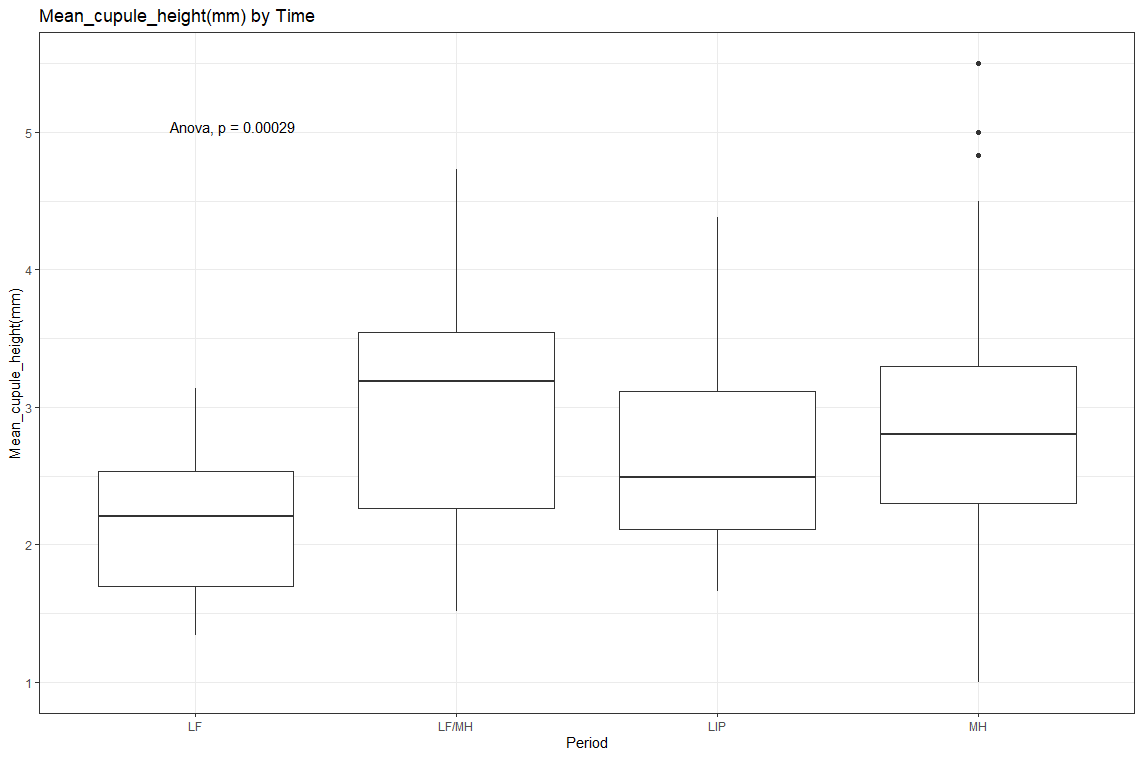 Mean_cupule_height(mm) by Time
Anova, p = 0.00029
Mean_cupule_height(mm)
5
4
3
2
1
LF
LF/MH
LIP
MH
Period